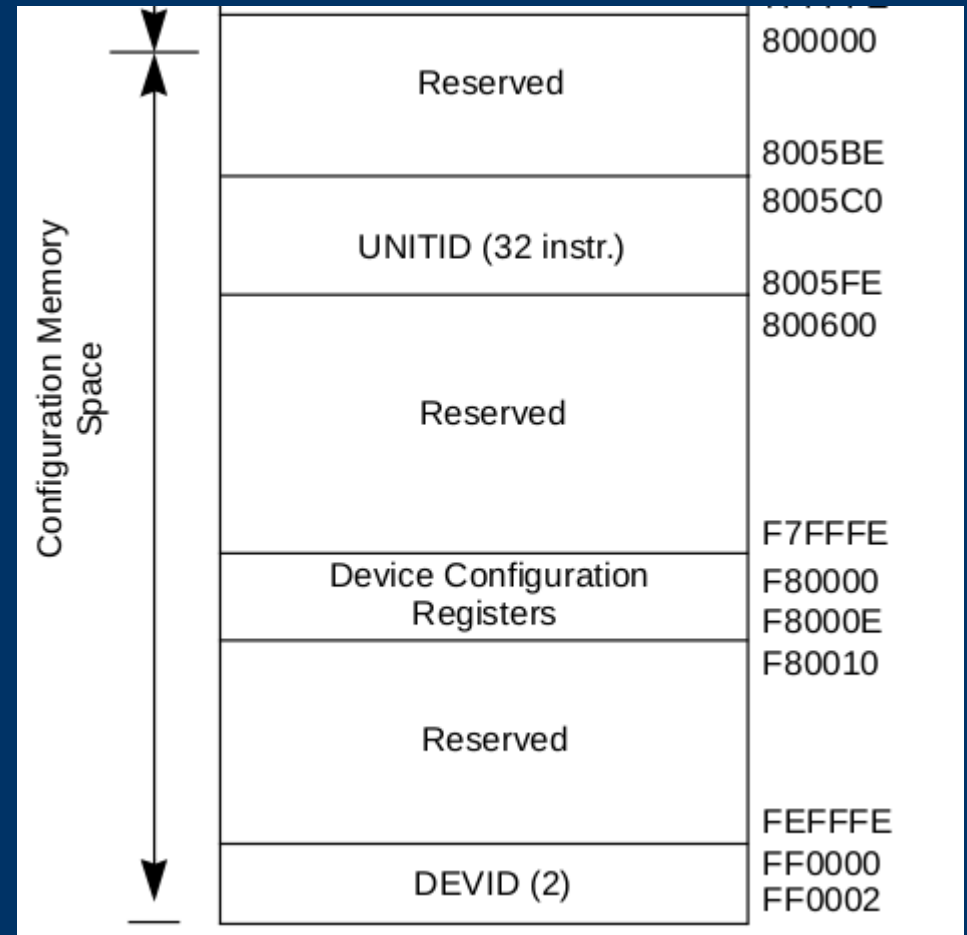 800000
Reserved
8005BE
8005C0
UNITID (32 instr.)
8005FE
800600
Configuration Memory
Space
Reserved
F7FFFE
Device Configuration
Registers
F80000
F8000E
F80010
Reserved
FEFFFE
FF0000
DEVID (2)
FF0002